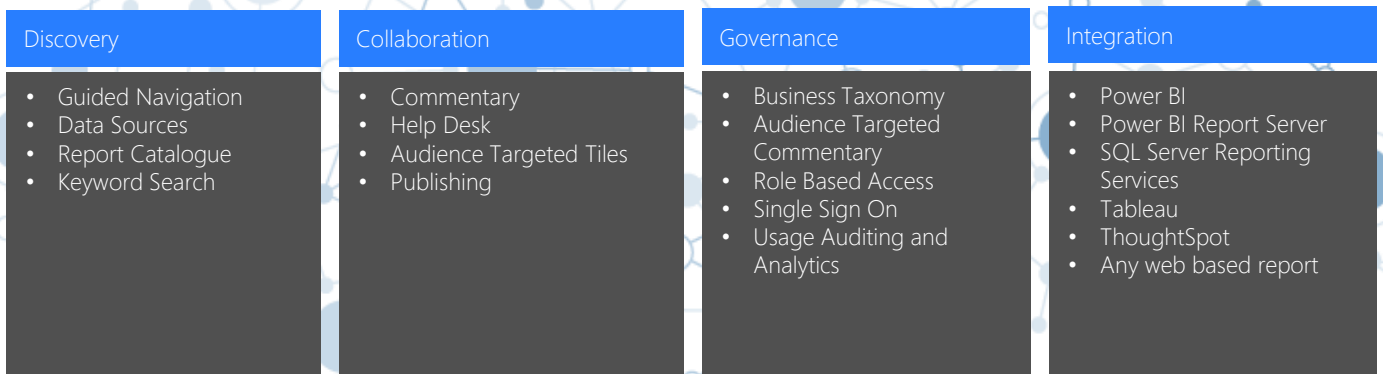 Discovery
• Guided Navigation
• Data Sources
• Report Catalogue
• Keyword Search
Collaboration
• Commentary
• Help Desk
• Audience Targeted Tiles
• Publishing
Governance
• Business Taxonomy
• Audience Targeted
Commentary
• Role Based Access
• Single Sign On
• Usage Auditing and
Analytics
Integration
• Power BI
• Power BI Report Server
• SQL Server Reporting
Services
• Tableau
• ThoughtSpot
• Any web based report